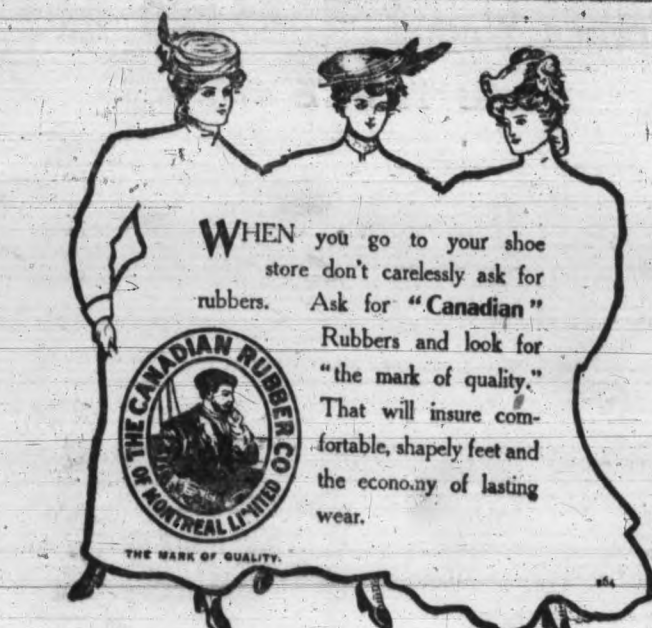 WHEN you go to your shoe
store don't carelessly ask for
rubbers. Ask for "Canadian"
Rubbers and look for
"the mark of quality."
That will insure com-
fortable, shapely feet and
the economy of lasting
wear.
THE CANADIAN RUBBER CO
OF MONTREAL LIMITED
THE MARK OF QUALITY.